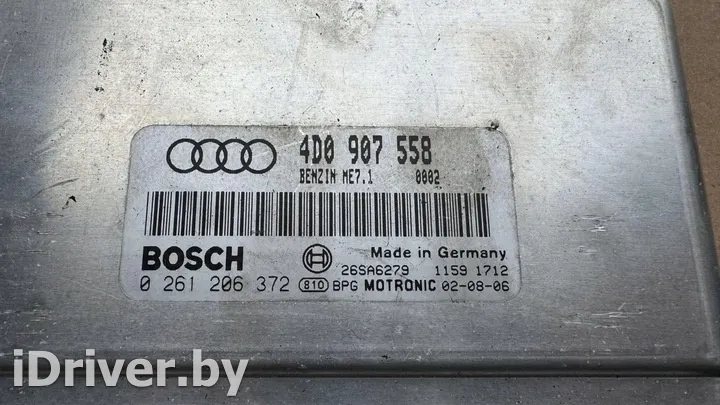 4D0 907 558
BENZIN ME7.1 0002
BOSCH
Made in Germany
26SA6279 1159 1712
0 261 206 372 810 BPG MOTRONIC 02-08-06
iDriver.by